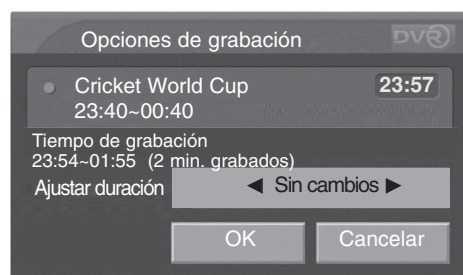 Opciones de grabación DVR
Cricket World Cup 23:57
23:40~00:40
Tiempo de grabación
23:54~01:55 (2 min. grabados)
Ajustar duración ◀ Sin cambios ▶
OK Cancelar